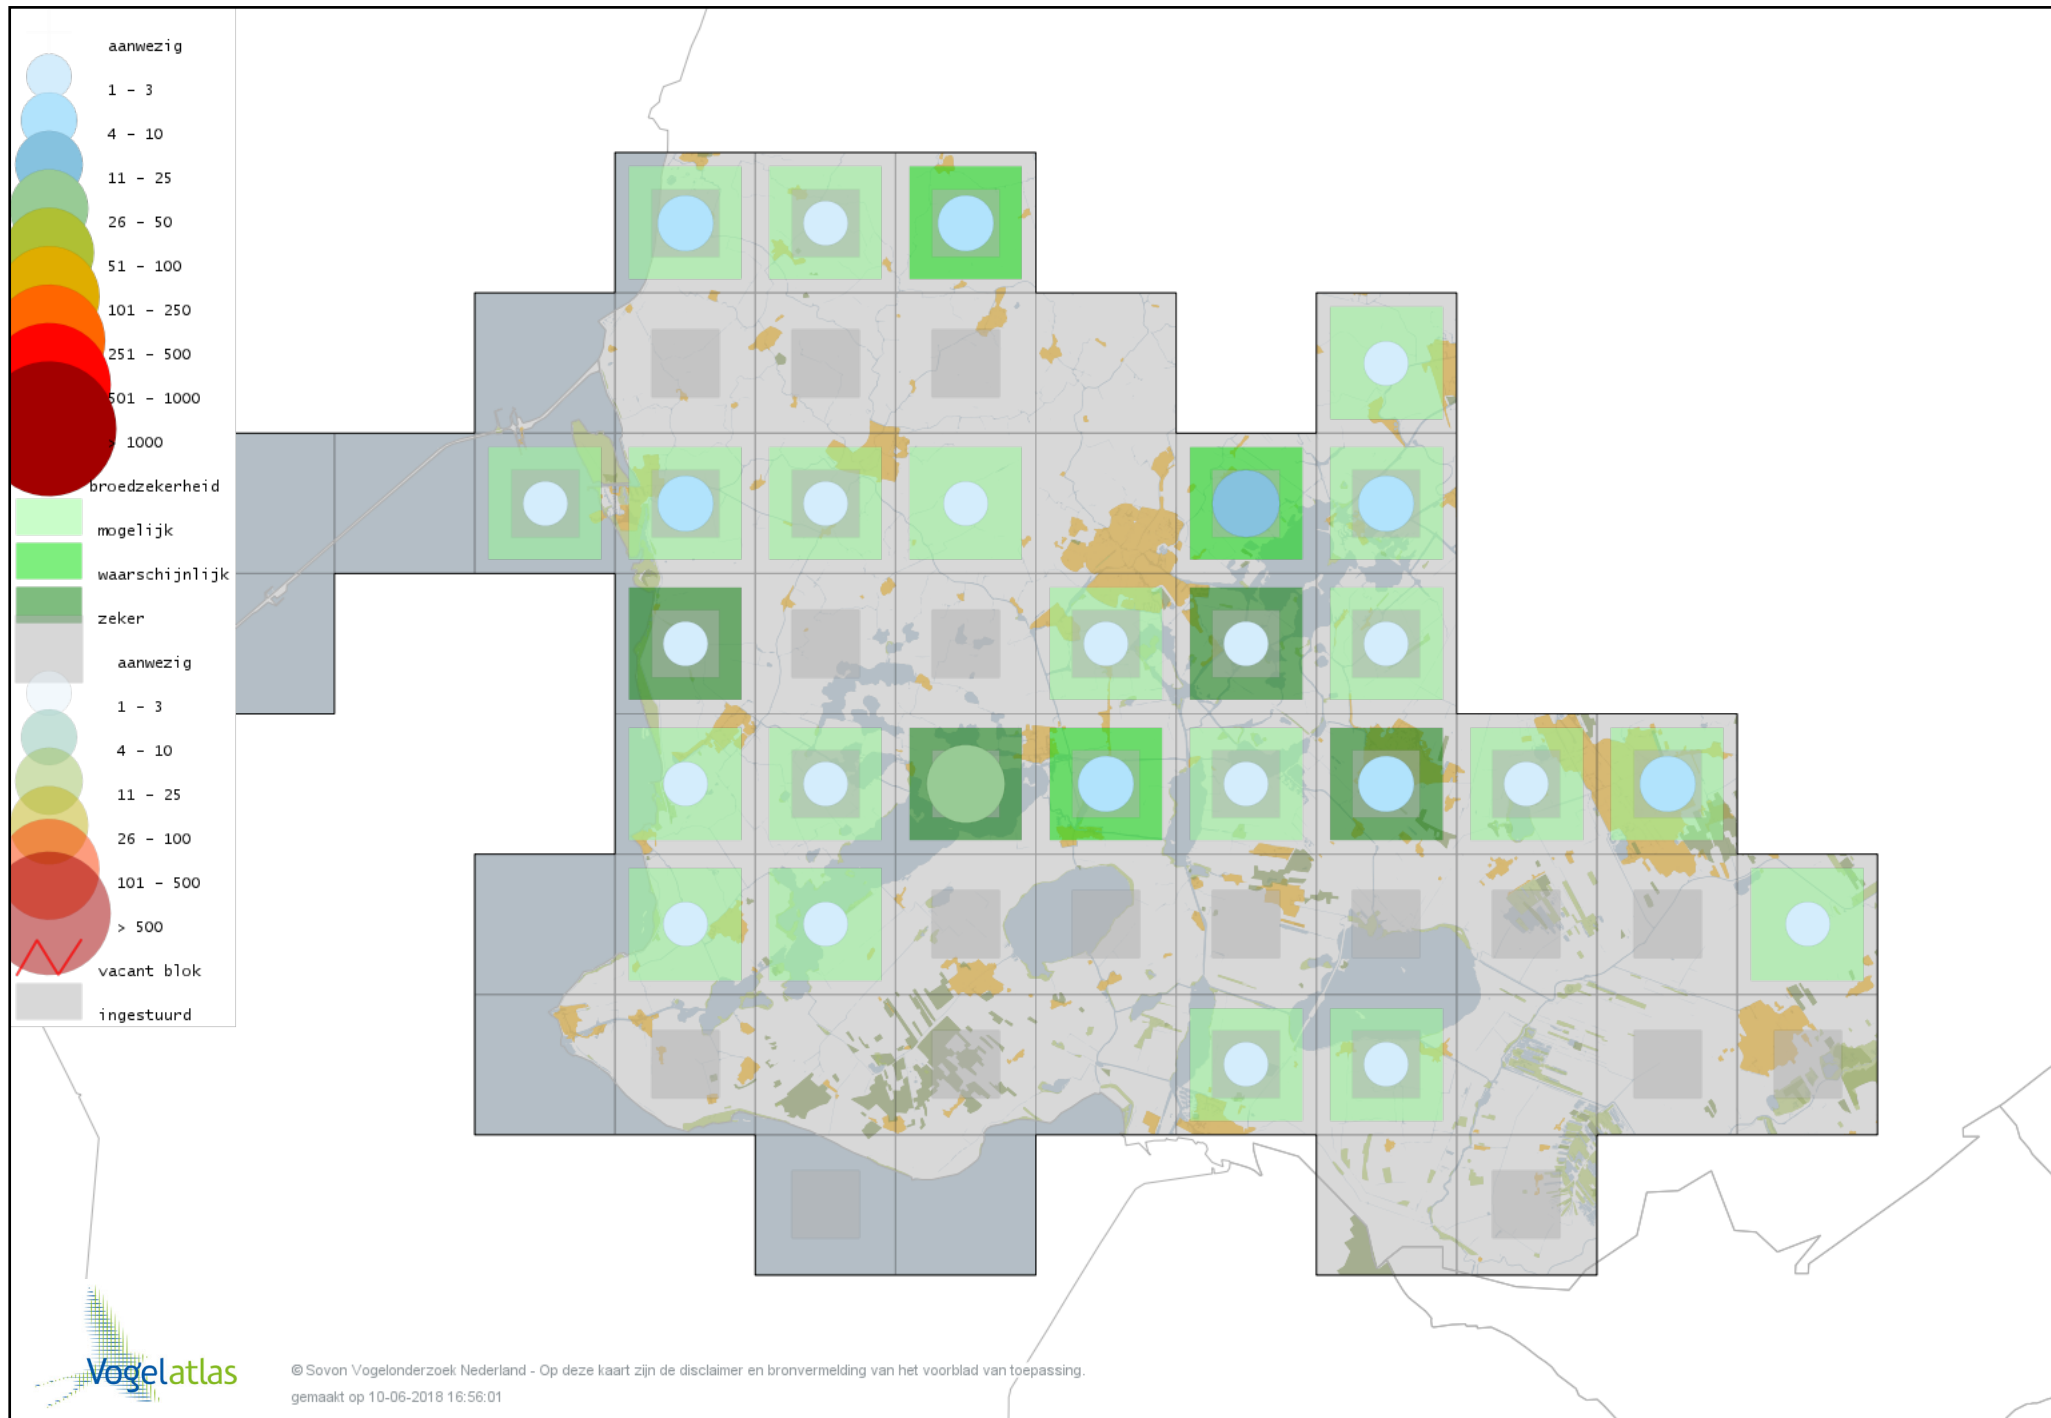 aanwezig
1 - 3
4 - 10
11 - 25
26 - 50
51 - 100
101 - 250
251 - 500
501 - 1000
> 1000
broedzekerheid
mogelijk
waarschijnlijk
zeker
aanwezig
1 - 3
4 - 10
11 - 25
26 - 100
101 - 500
> 500
vacant blok
ingestuurd
Vogelatlas
© Sovon Vogelonderzoek Nederland - Op deze kaart zijn de disclaimer en bronvermelding van het voorblad van toepassing.
gemaakt op 10-06-2018 16:56:01